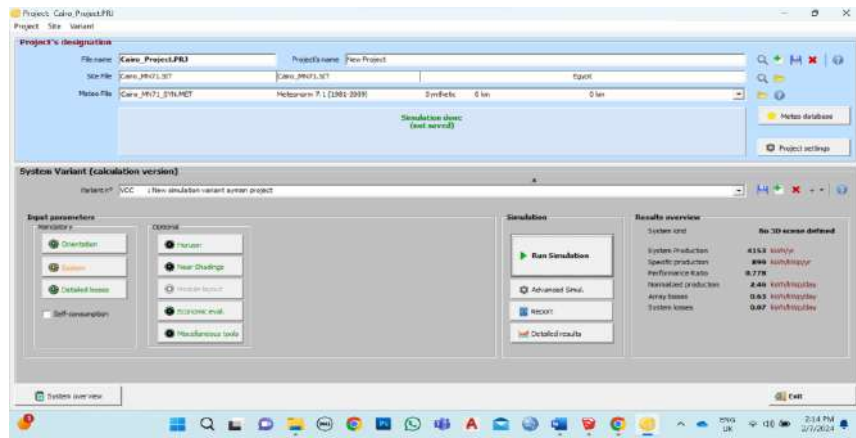 Project: Cairo_Project.PRJ
Project Site Variant
Project's designation
File name Cairo_Project.PRJ Project's name New Project
Site File Cairo_MN71.SIT Cairo_MN71.SIT Egypt
Meteo File Cairo_MN71_SYN.MET Meteonorm 7.1 (1981-2009) Synthetic 0 km 0 km
Meteo database
Simulation done
(not saved)
Project settings
System Variant (calculation version)
Variant n° VCC : New simulation variant ayman project
Input parameters
Mandatory
Orientation
System
Detailed losses
Self-consumption
Optional
Horizon
Near Shadings
Module layout
Economic eval.
Miscellaneous tools
Simulation
Run Simulation
Advanced Simul.
Report
Detailed results
Results overview
System kind No 3D scene defined
System Production 4153 kWh/yr
Specific production 896 kWh/kWp/yr
Performance Ratio 0.778
Normalized production 2.46 kWh/kWp/day
Array losses 0.63 kWh/kWp/day
System losses 0.07 kWh/kWp/day
System overview
Exit
ENG
UK
2:14 PM
2/7/2024